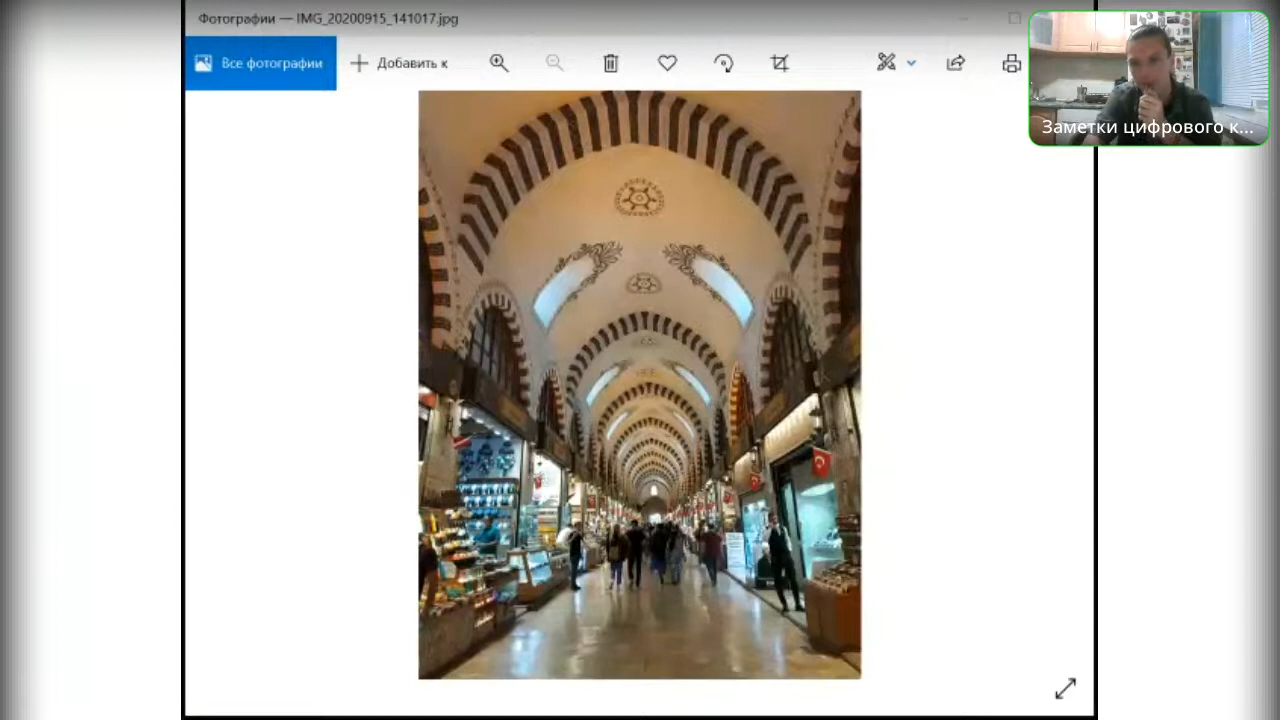 Фотографии — IMG_20200915_141017.jpg
Все фотографии
Добавить к
Заметки цифрового к...